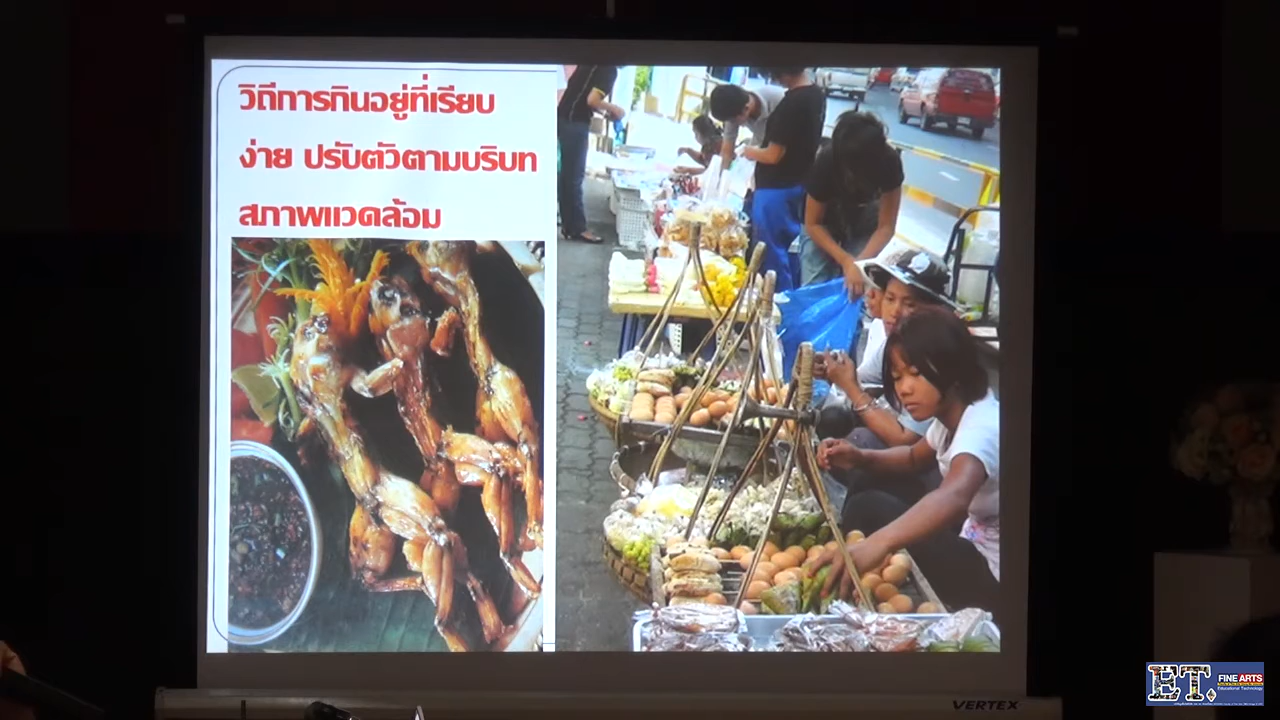 วิถีการกินอยู่ที่เรียบ
ง่าย ปรับตัวตามบริบท
สภาพแวดล้อม
VERTEX
ET.
FINE ARTS
Educational Technology